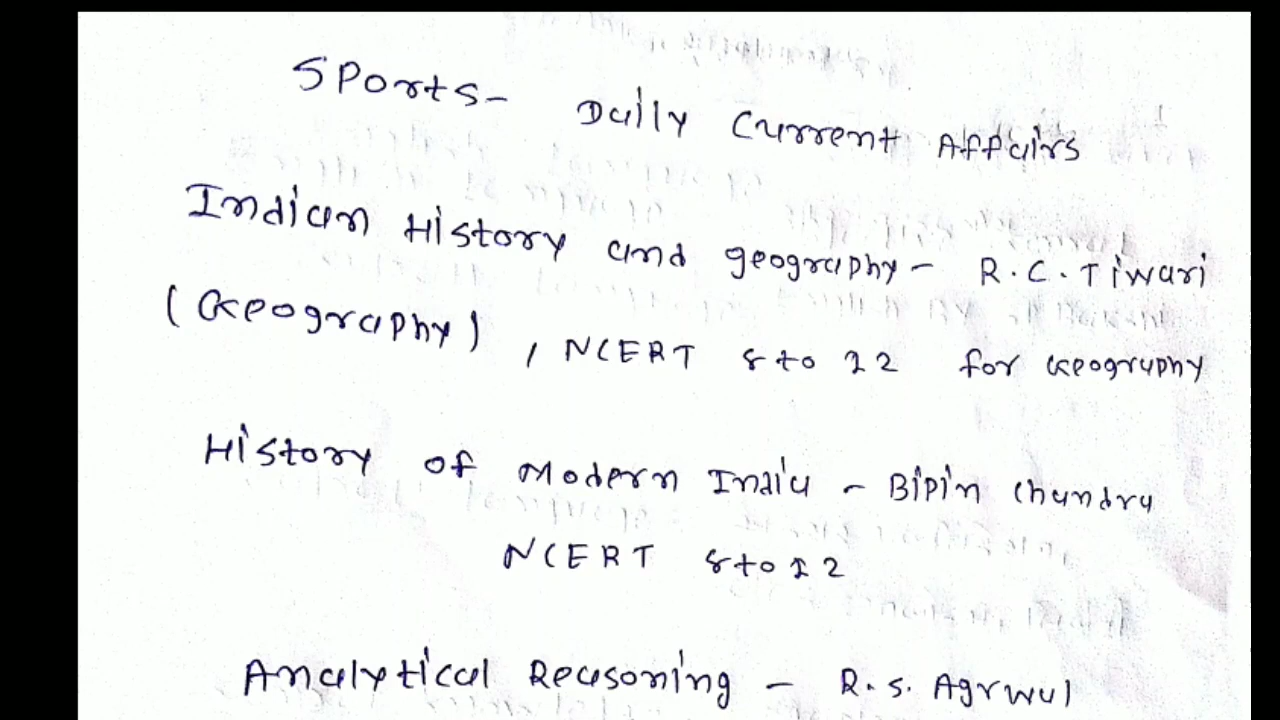 Sports- Daily Current Affairs
Indian History and geography - R.C. Tiwari
(Geography), NCERT 8 to 12 for Geography
History of Modern India - Bipin Chandra
NCERT 8 to 12
Analytical Reasoning - R.S. Agrwal